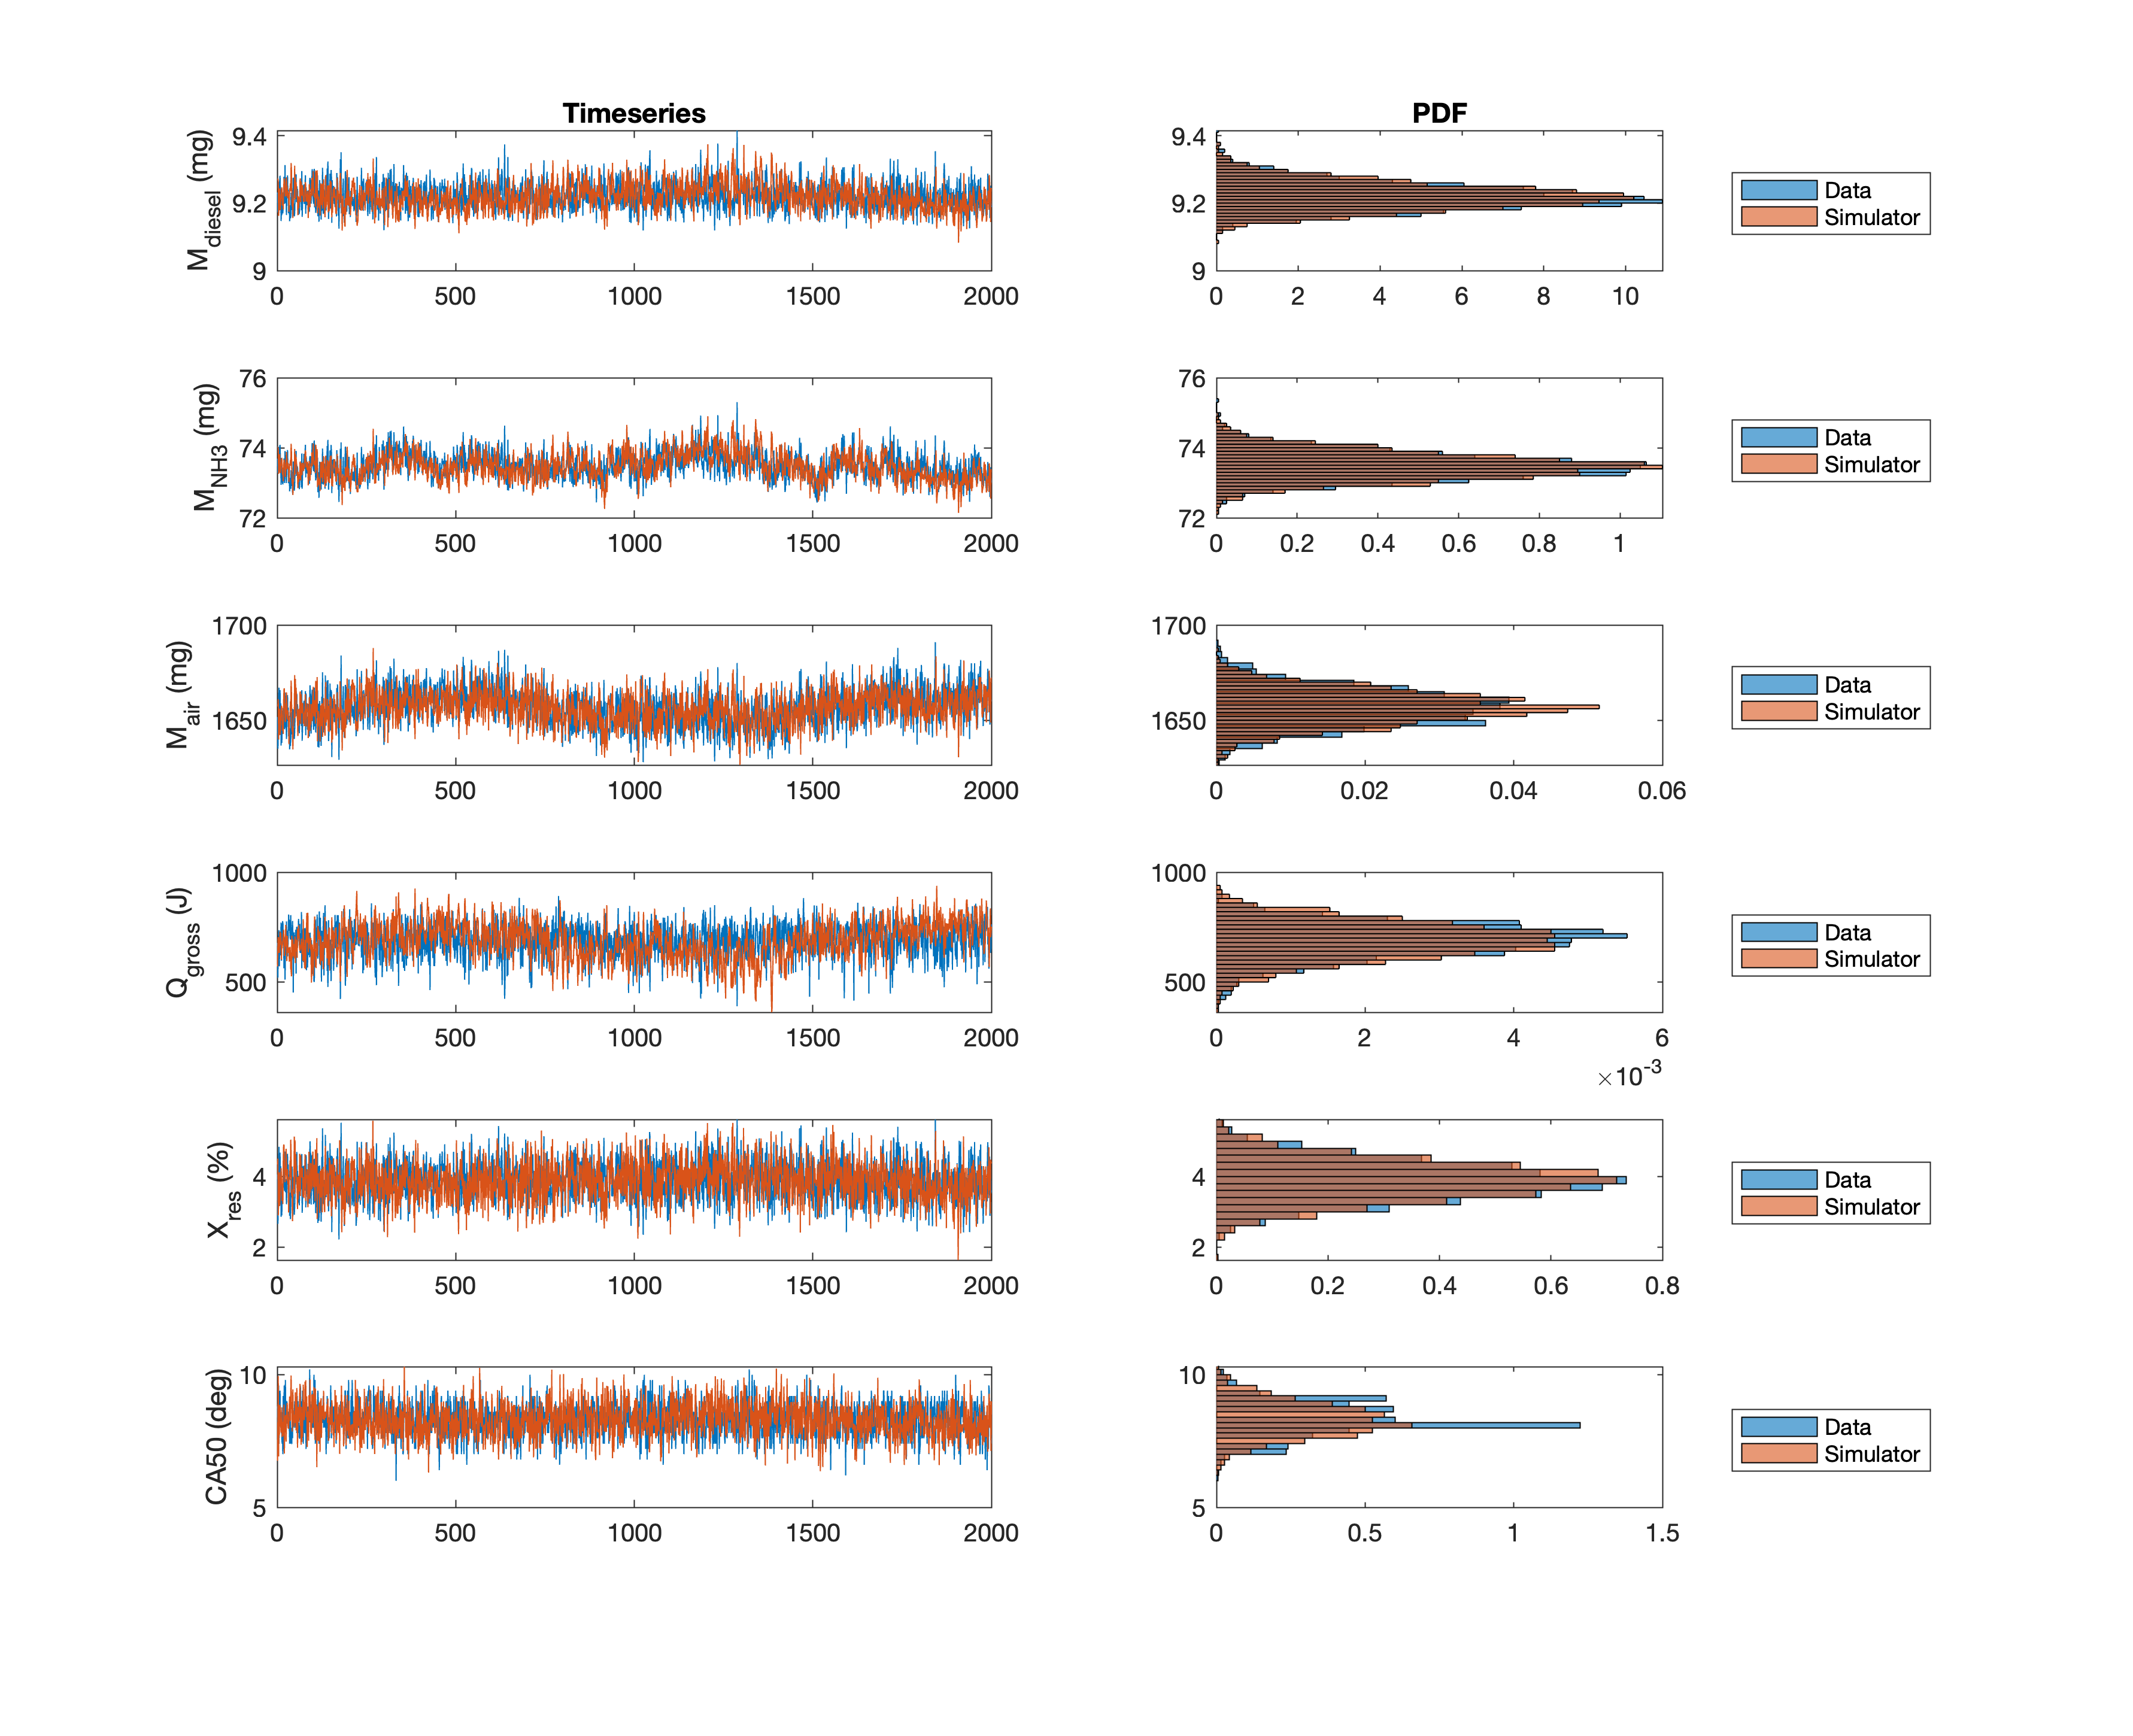 Timeseries
PDF
M_diesel (mg)
9.4
9.2
9
0 500 1000 1500 2000
9.4
9.2
9
0 2 4 6 8 10
Data
Simulator
M_NH3 (mg)
76
74
72
0 500 1000 1500 2000
76
74
72
0 0.2 0.4 0.6 0.8 1
Data
Simulator
M_air (mg)
1700
1650
0 500 1000 1500 2000
1700
1650
0 0.02 0.04 0.06
Data
Simulator
Q_gross (J)
1000
500
0 500 1000 1500 2000
1000
500
0 2 4 6
×10^-3
Data
Simulator
X_res (%)
4
2
0 500 1000 1500 2000
4
2
0 0.2 0.4 0.6 0.8
Data
Simulator
CA50 (deg)
10
5
0 500 1000 1500 2000
10
5
0 0.5 1 1.5
Data
Simulator